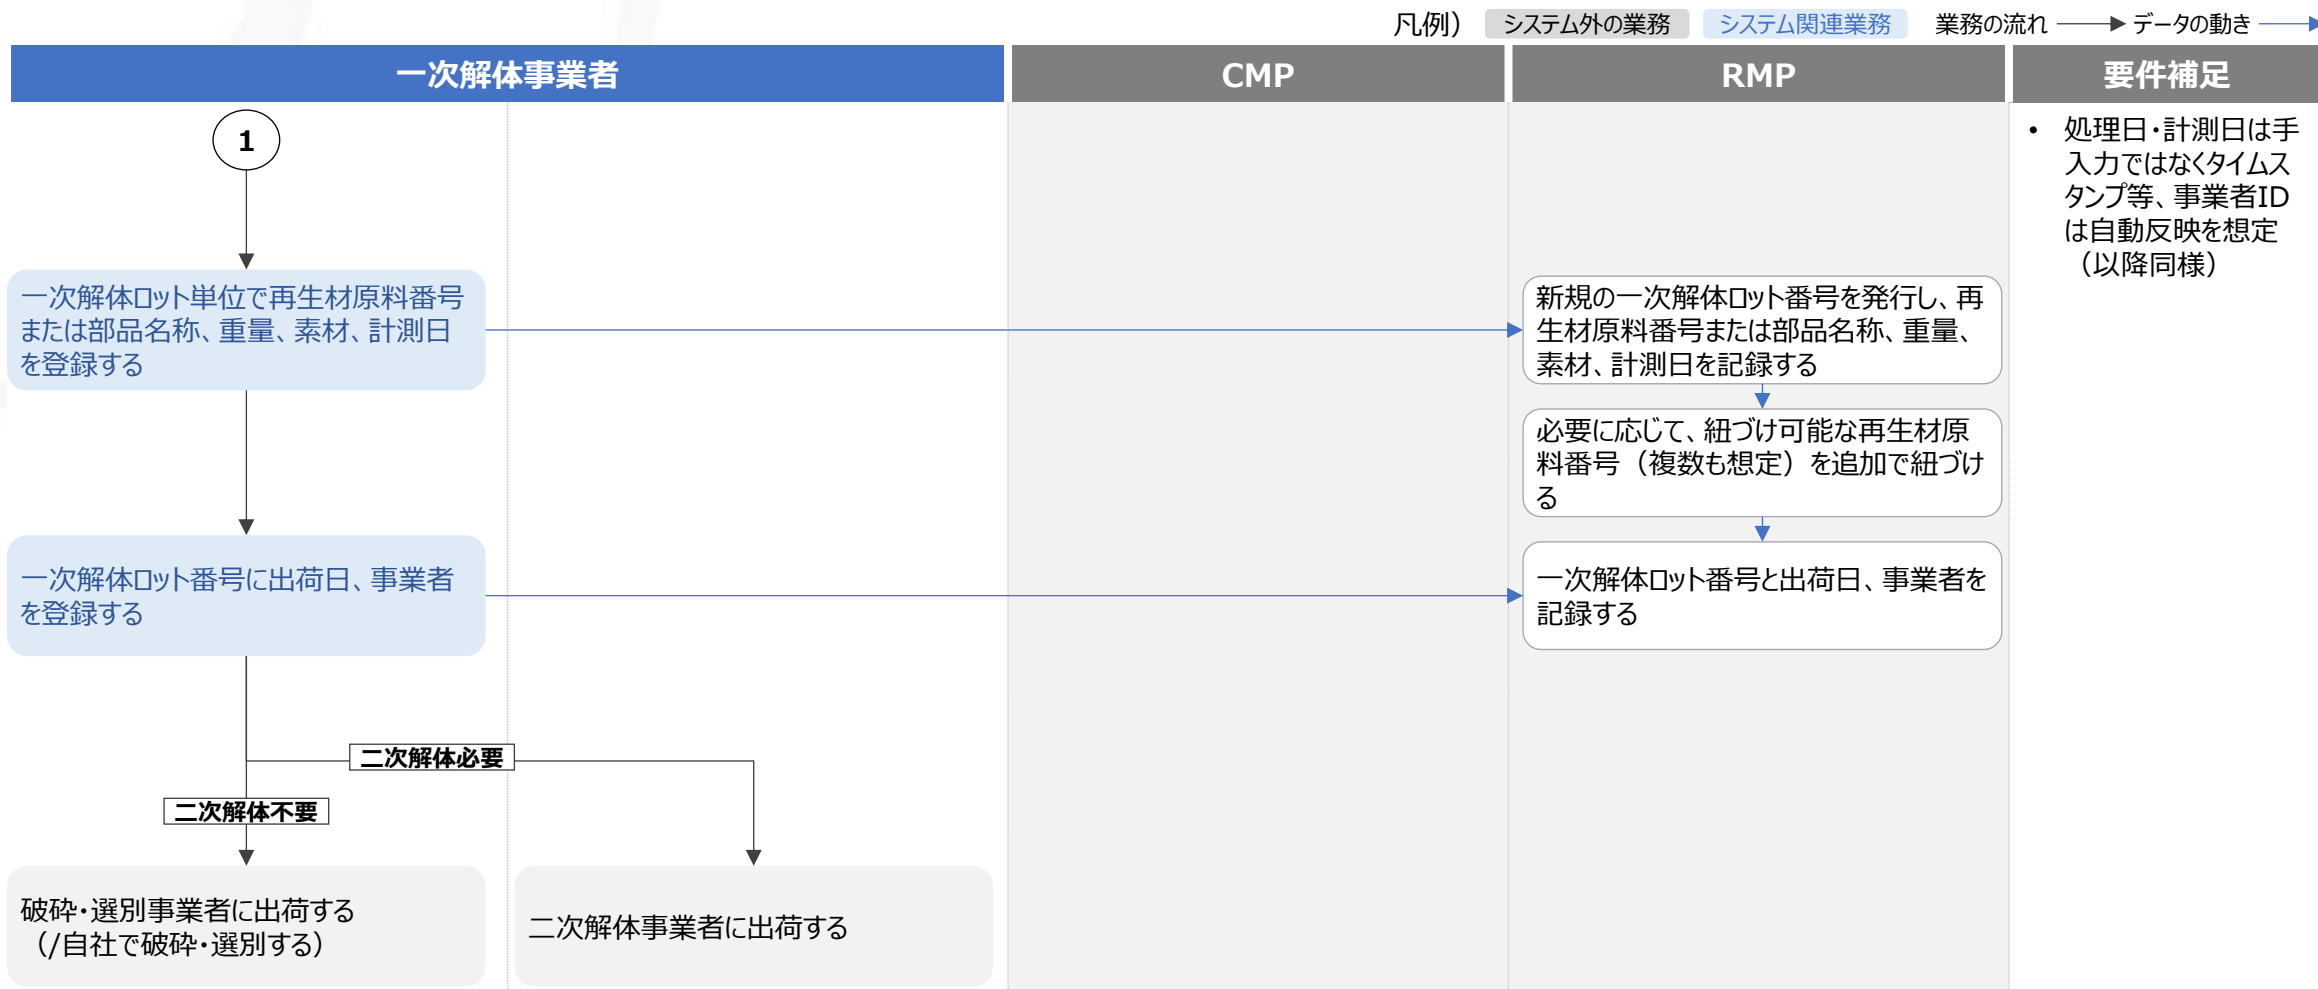 凡例） システム外の業務 システム関連業務 業務の流れ データの動き
一次解体事業者 CMP RMP 要件補足
1
一次解体ロット単位で再生材原料番号
または部品名称、重量、素材、計測日
を登録する
新規の一次解体ロット番号を発行し、再
生材原料番号または部品名称、重量、
素材、計測日を記録する
必要に応じて、紐づけ可能な再生材原
料番号（複数も想定）を追加で紐づけ
る
一次解体ロット番号に出荷日、事業者
を登録する
一次解体ロット番号と出荷日、事業者を
記録する
二次解体必要
二次解体不要
破砕・選別事業者に出荷する
（/自社で破砕・選別する）
二次解体事業者に出荷する
• 処理日・計測日は手
入力ではなくタイムス
タンプ等、事業者ID
は自動反映を想定
（以降同様）